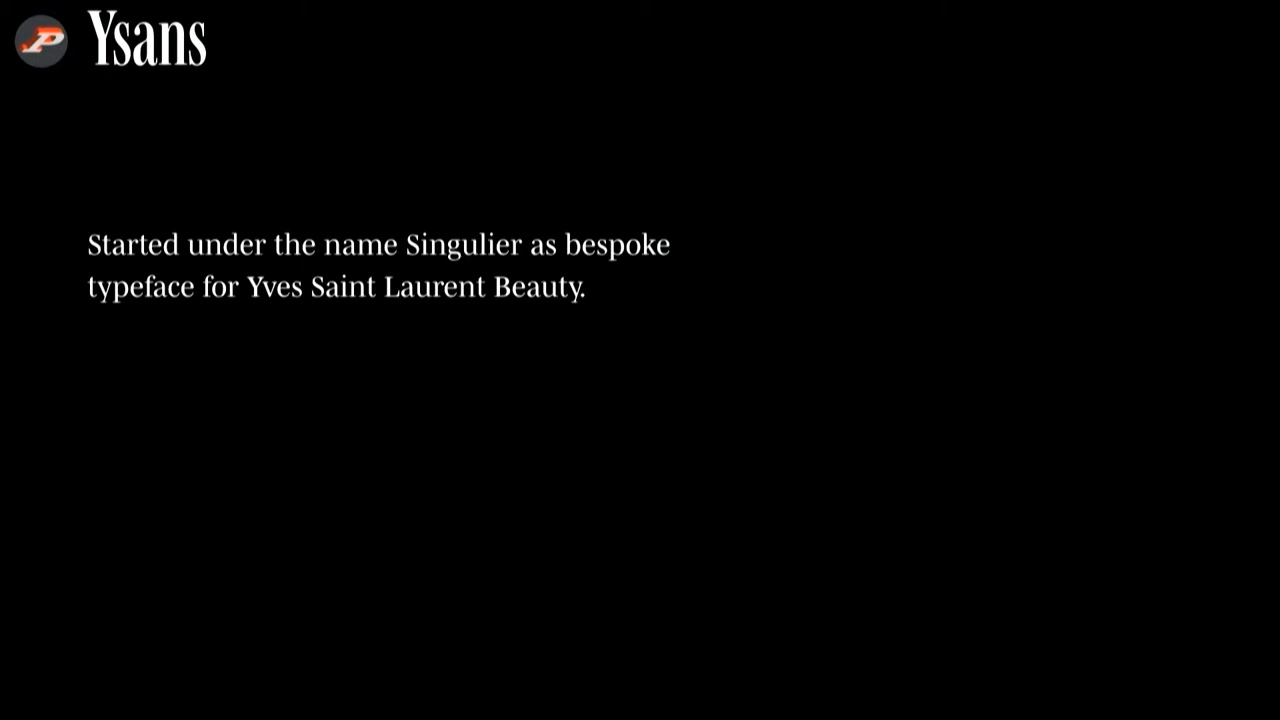 P
Ysans
Started under the name Singulier as bespoke
typeface for Yves Saint Laurent Beauty.